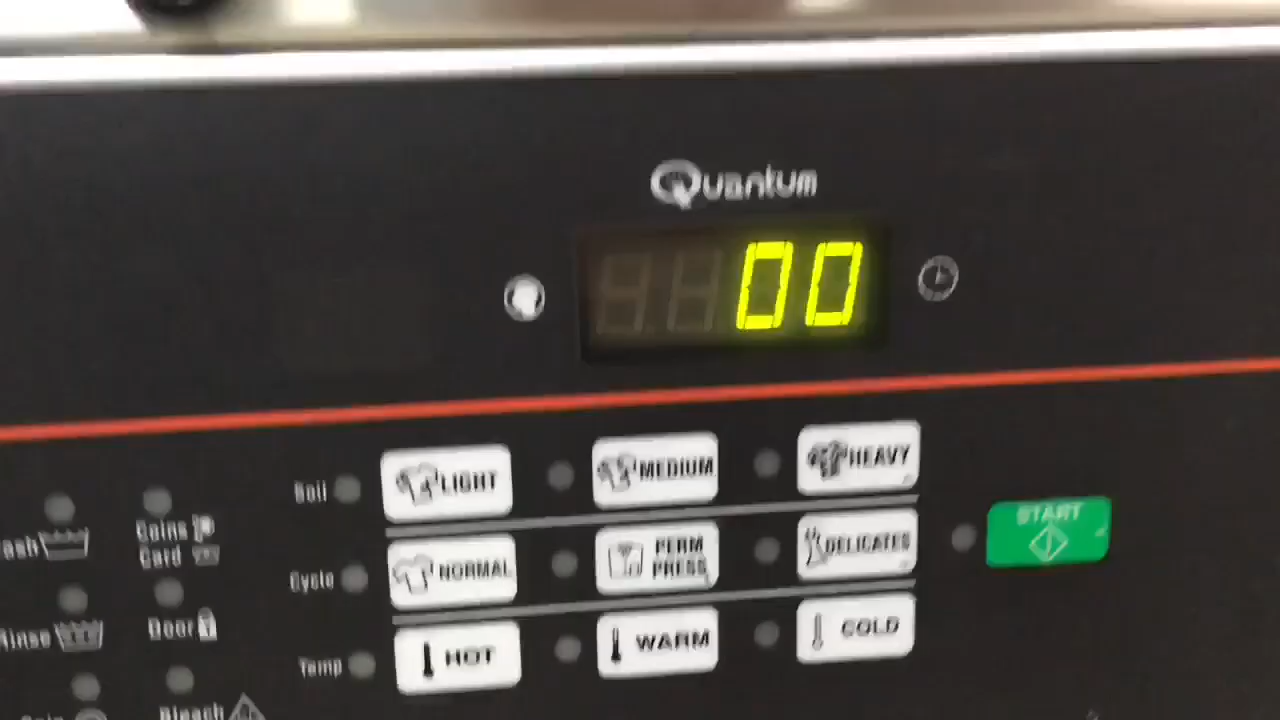 Quantum
00
Soil LIGHT MEDIUM HEAVY
Coins
Card
START
Cycle NORMAL PERM PRESS DELICATES
Rinse Door
Temp HOT WARM COLD
Bleach